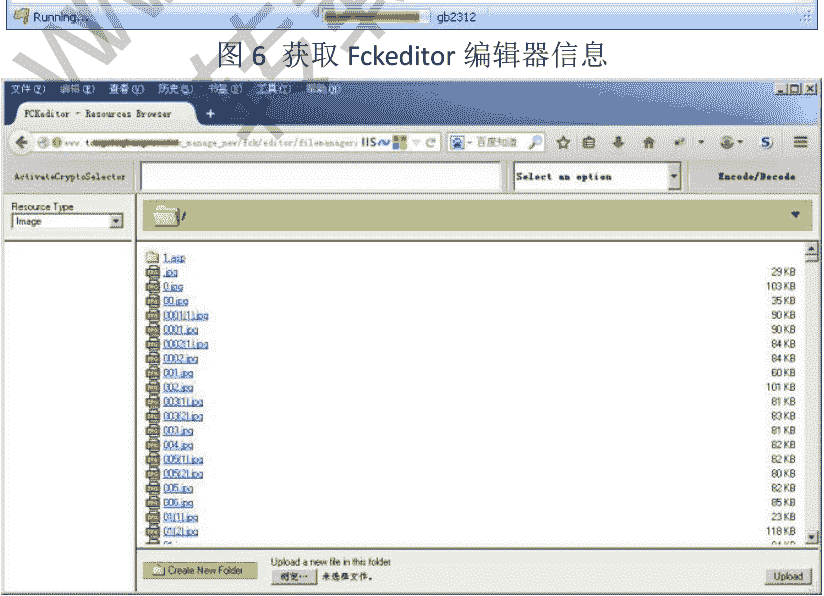 Running...
gb2312
图 6 获取 Fckeditor 编辑器信息
文件(F) 编辑(E) 查看(V) 历史(S) 书签(B) 工具(T) 帮助(H)
FCKeditor - Resources Browser +
_manage_new/fck/editor/filemanager/ 百度知道
ActivateCryptoSelector Select an option Encode/Decode
Resource Type
Image
/
1.asp
.jpg 29 KB
0.jpg 103 KB
00.jpg 35 KB
0001(1).jpg 90 KB
0001.jpg 90 KB
0002(1).jpg 84 KB
0002.jpg 84 KB
001.jpg 60 KB
002.jpg 101 KB
003(1).jpg 81 KB
003(2).jpg 83 KB
003.jpg 81 KB
004.jpg 82 KB
005(1).jpg 82 KB
005(2).jpg 80 KB
005.jpg 82 KB
006.jpg 85 KB
01(1).jpg 23 KB
01(2).jpg 118 KB
Create New Folder
Upload a new file in this folder
浏览… 未选择文件。
Upload